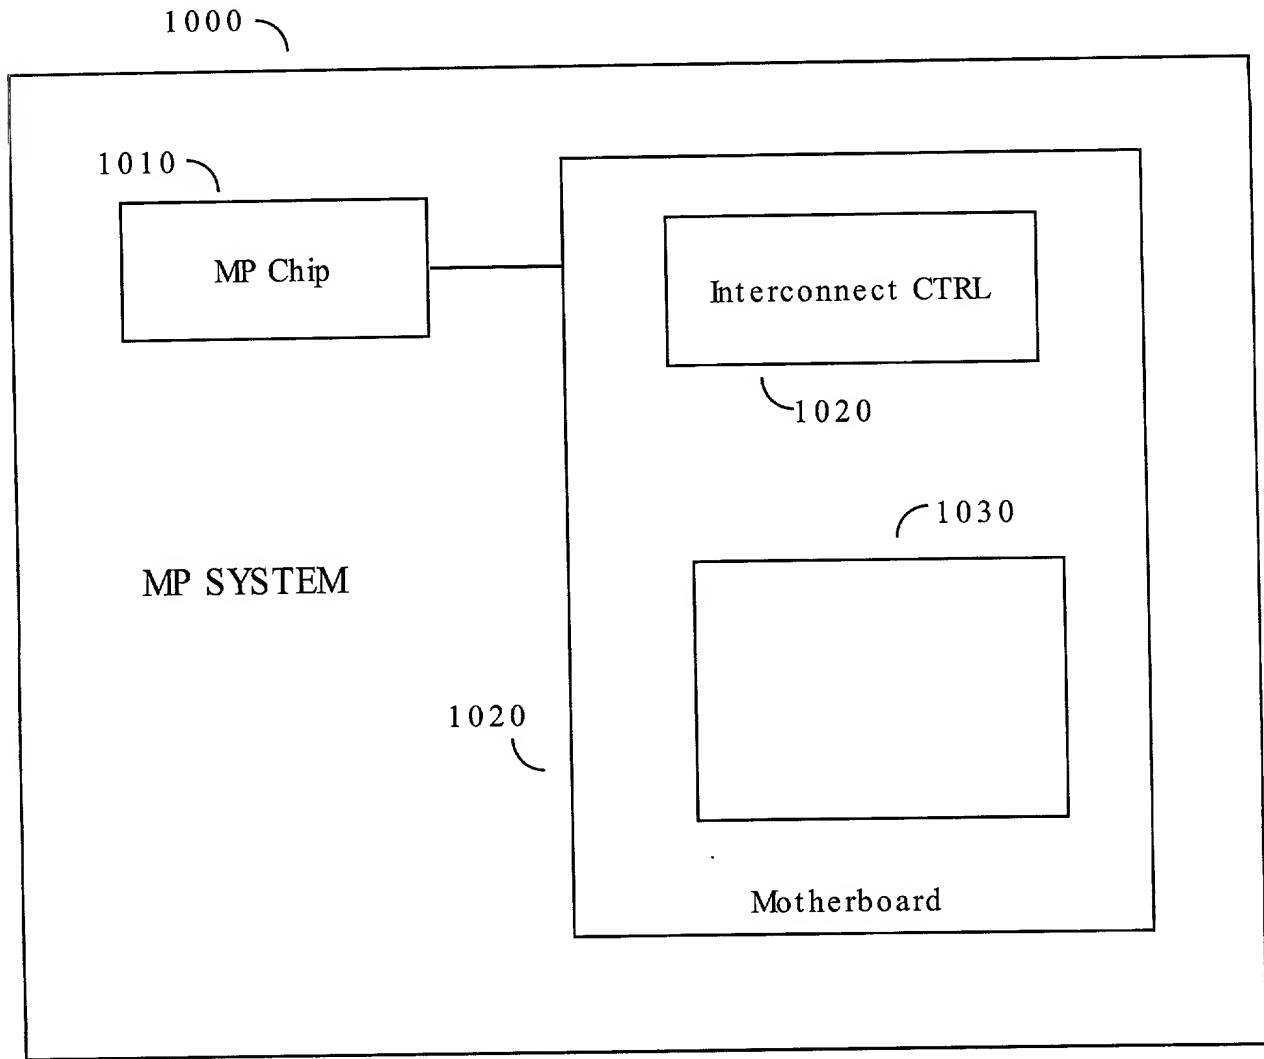 1000
1010
MP Chip
Interconnect CTRL
1020
1030
MP SYSTEM
1020
Motherboard